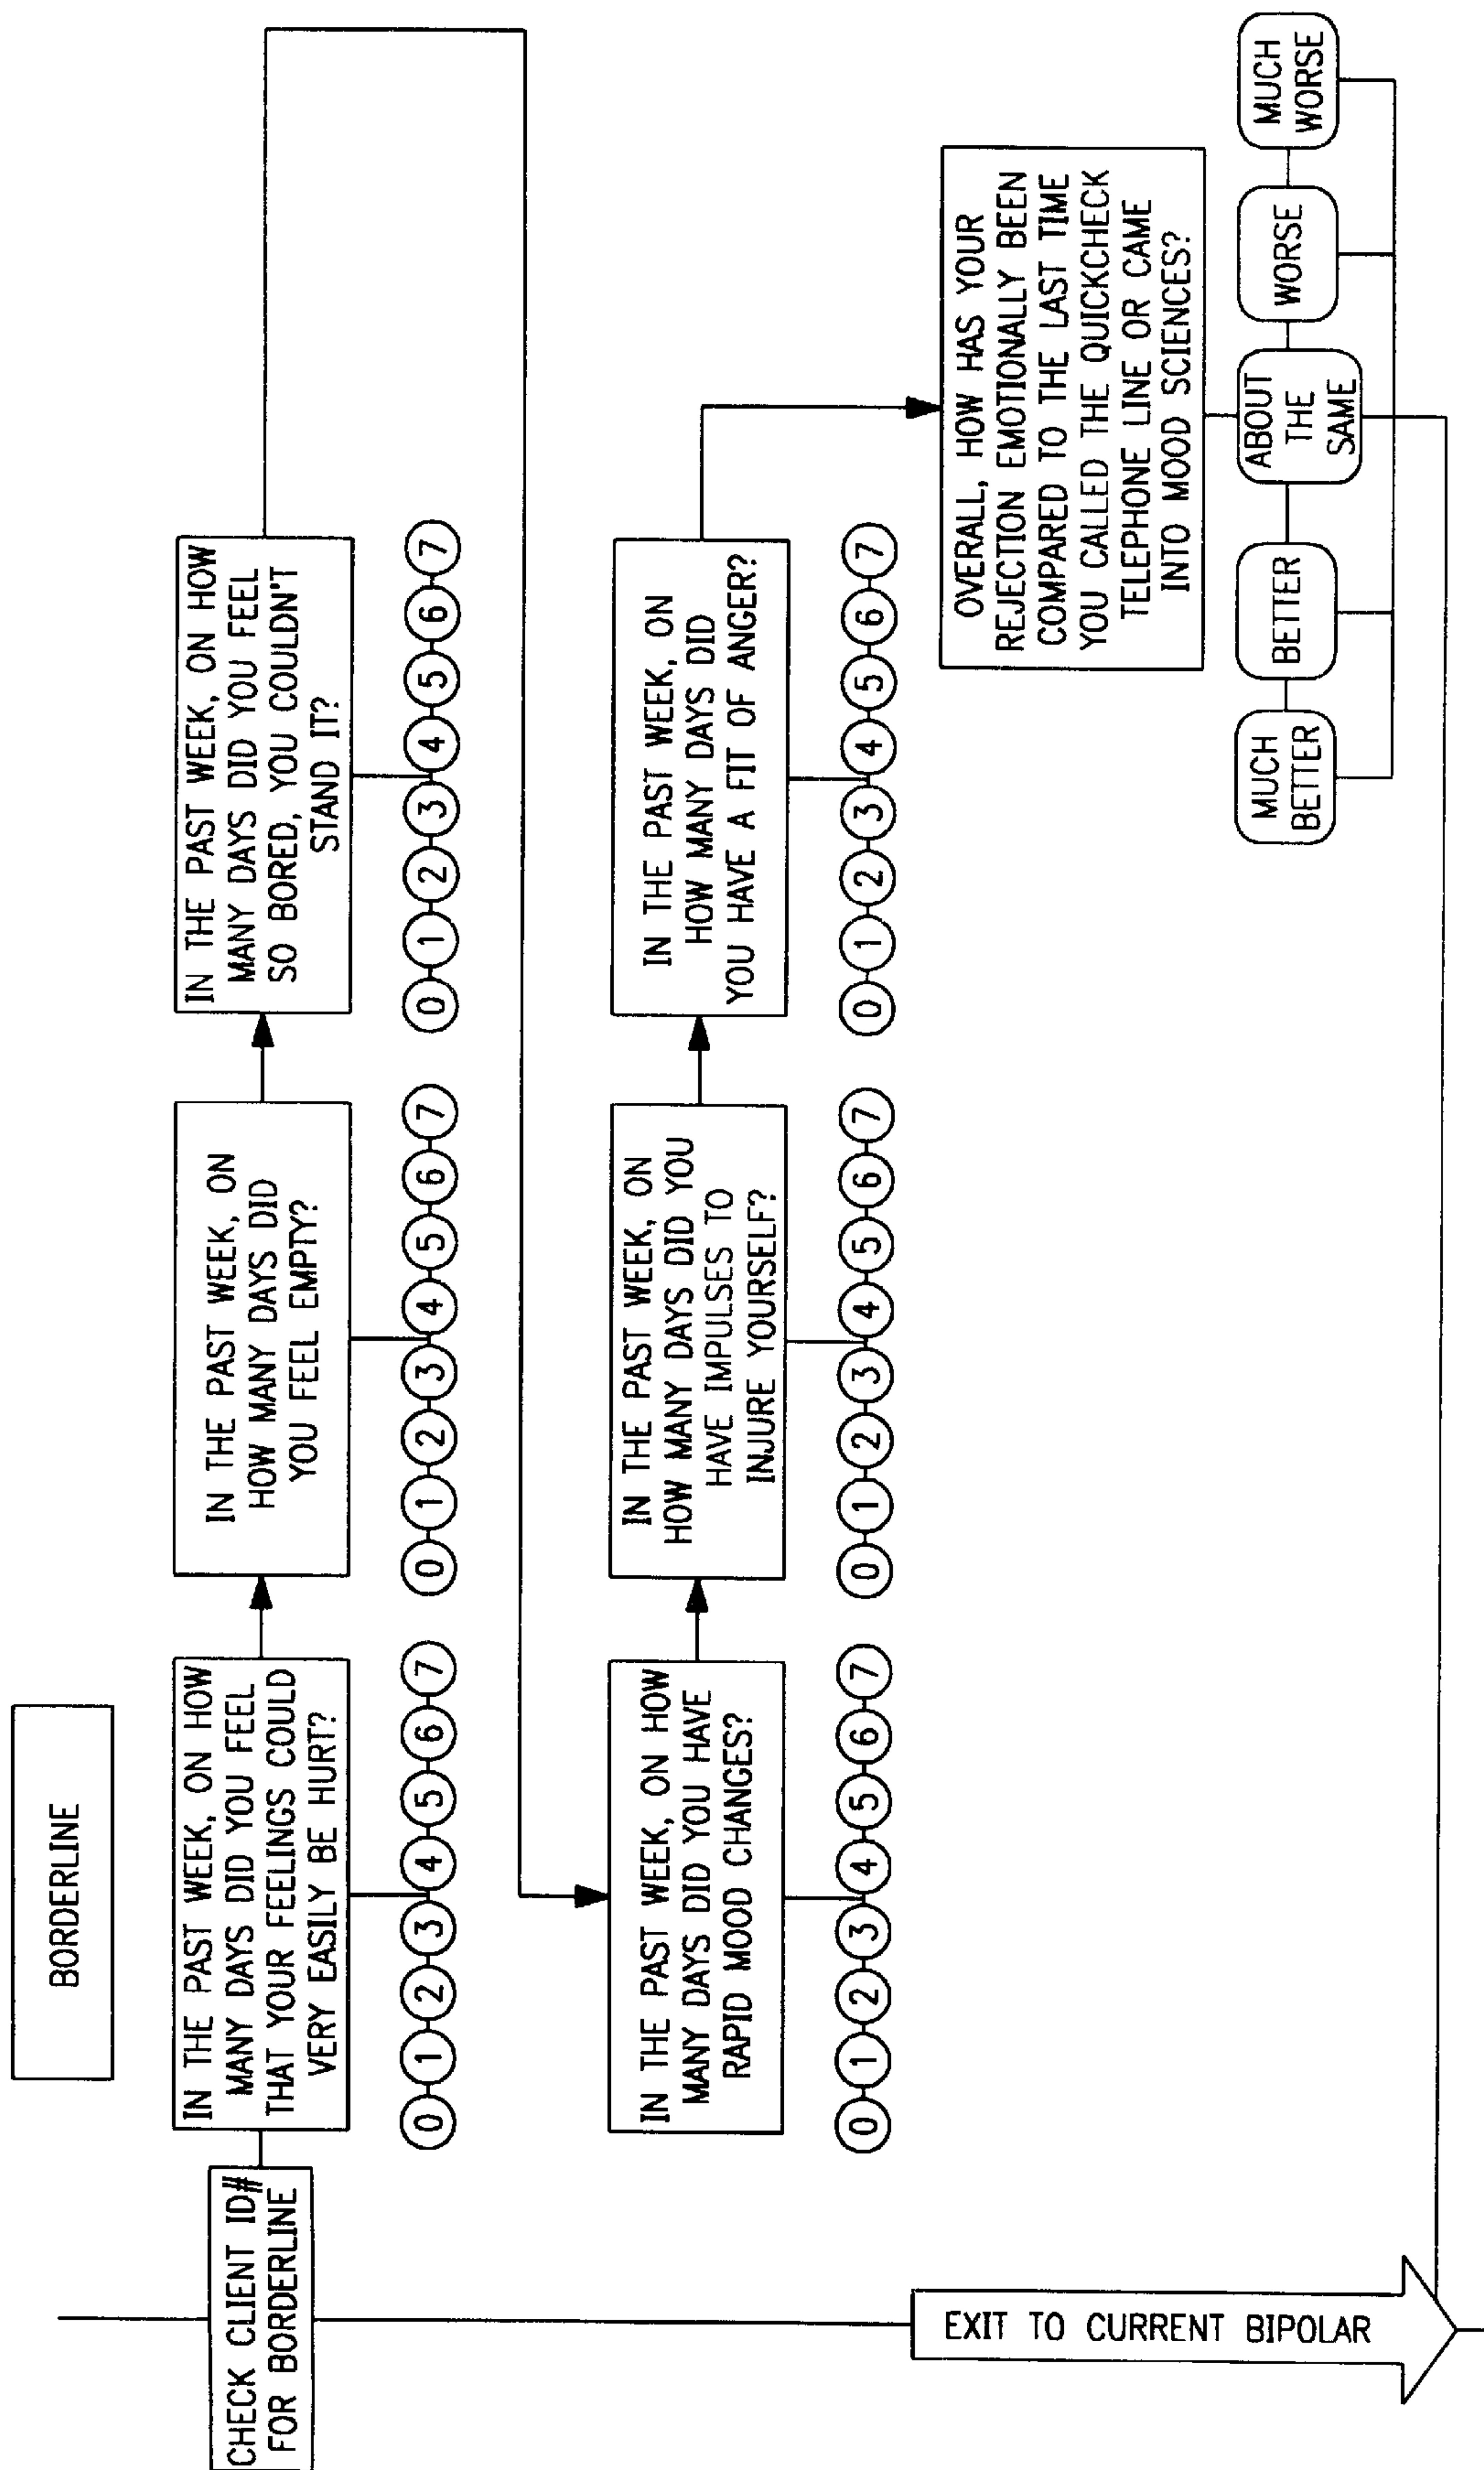 BORDERLINE
CHECK CLIENT ID#
FOR BORDERLINE
IN THE PAST WEEK, ON HOW
MANY DAYS DID YOU FEEL
THAT YOUR FEELINGS COULD
VERY EASILY BE HURT?
0 1 2 3 4 5 6 7
IN THE PAST WEEK, ON
HOW MANY DAYS DID
YOU FEEL EMPTY?
0 1 2 3 4 5 6 7
IN THE PAST WEEK, ON HOW
MANY DAYS DID YOU FEEL
SO BORED, YOU COULDN'T
STAND IT?
0 1 2 3 4 5 6 7
IN THE PAST WEEK, ON HOW
MANY DAYS DID YOU HAVE
RAPID MOOD CHANGES?
0 1 2 3 4 5 6 7
IN THE PAST WEEK, ON
HOW MANY DAYS DID YOU
HAVE IMPULSES TO
INJURE YOURSELF?
0 1 2 3 4 5 6 7
IN THE PAST WEEK, ON
HOW MANY DAYS DID
YOU HAVE A FIT OF ANGER?
0 1 2 3 4 5 6 7
OVERALL, HOW HAS YOUR
REJECTION EMOTIONALLY BEEN
COMPARED TO THE LAST TIME
YOU CALLED THE QUICKCHECK
TELEPHONE LINE OR CAME
INTO MOOD SCIENCES?
MUCH
BETTER
BETTER
ABOUT
THE
SAME
WORSE
MUCH
WORSE
EXIT TO CURRENT BIPOLAR